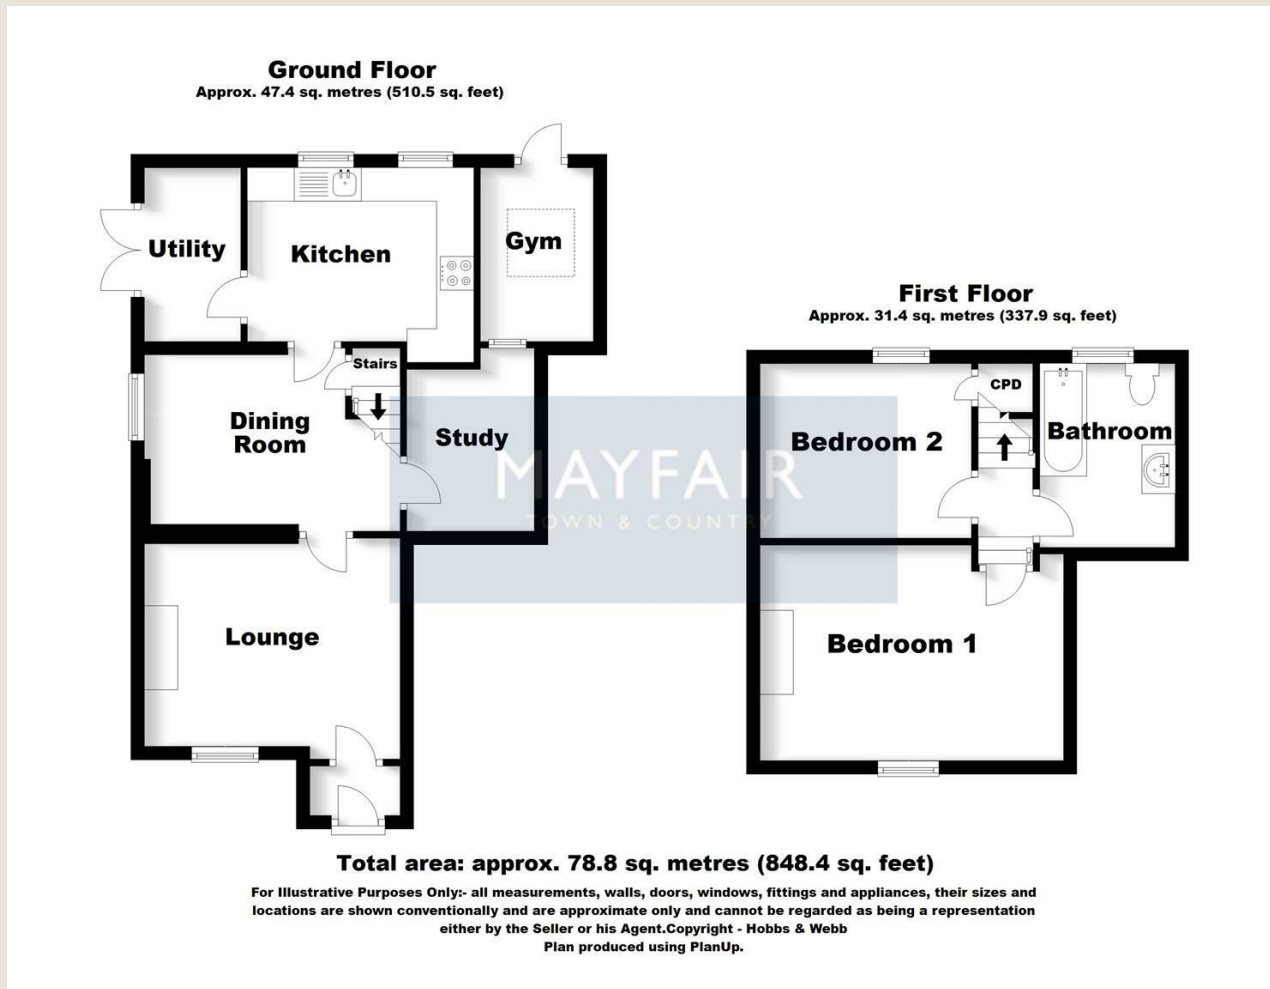 Ground Floor
Approx. 47.4 sq. metres (510.5 sq. feet)
Utility
Kitchen
Gym
Stairs
Dining
Room
Study
Lounge
First Floor
Approx. 31.4 sq. metres (337.9 sq. feet)
CPD
Bedroom 2
Bathroom
Bedroom 1
MAYFAIR
TOWN & COUNTRY
Total area: approx. 78.8 sq. metres (848.4 sq. feet)
For Illustrative Purposes Only:- all measurements, walls, doors, windows, fittings and appliances, their sizes and
locations are shown conventionally and are approximate only and cannot be regarded as being a representation
either by the Seller or his Agent.Copyright - Hobbs & Webb
Plan produced using PlanUp.